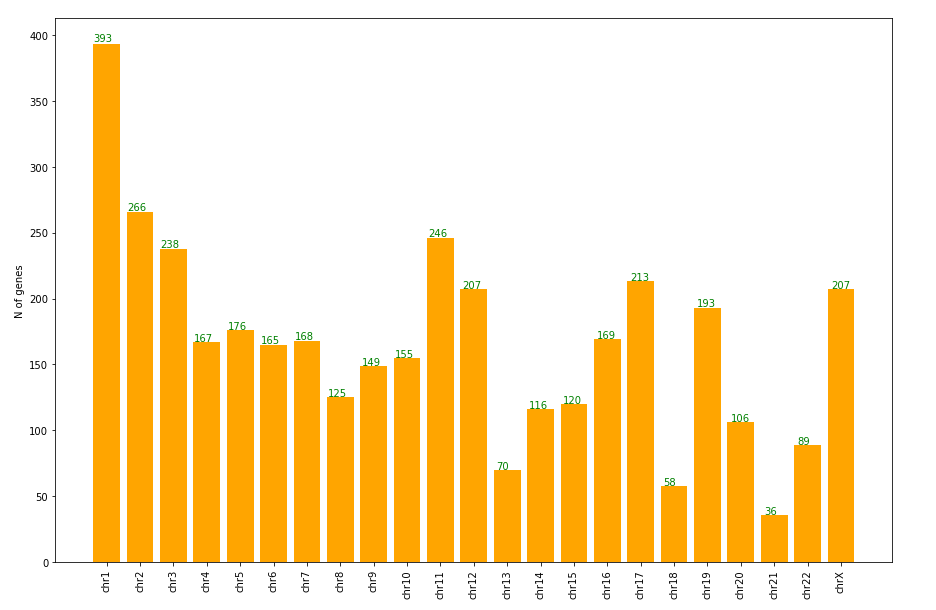 N of genes
400
350
300
250
200
150
100
50
0
393
266
238
167
176
165
168
125
149
155
246
207
70
116
120
169
213
58
193
106
36
89
207
chr1
chr2
chr3
chr4
chr5
chr6
chr7
chr8
chr9
chr10
chr11
chr12
chr13
chr14
chr15
chr16
chr17
chr18
chr19
chr20
chr21
chr22
chrX